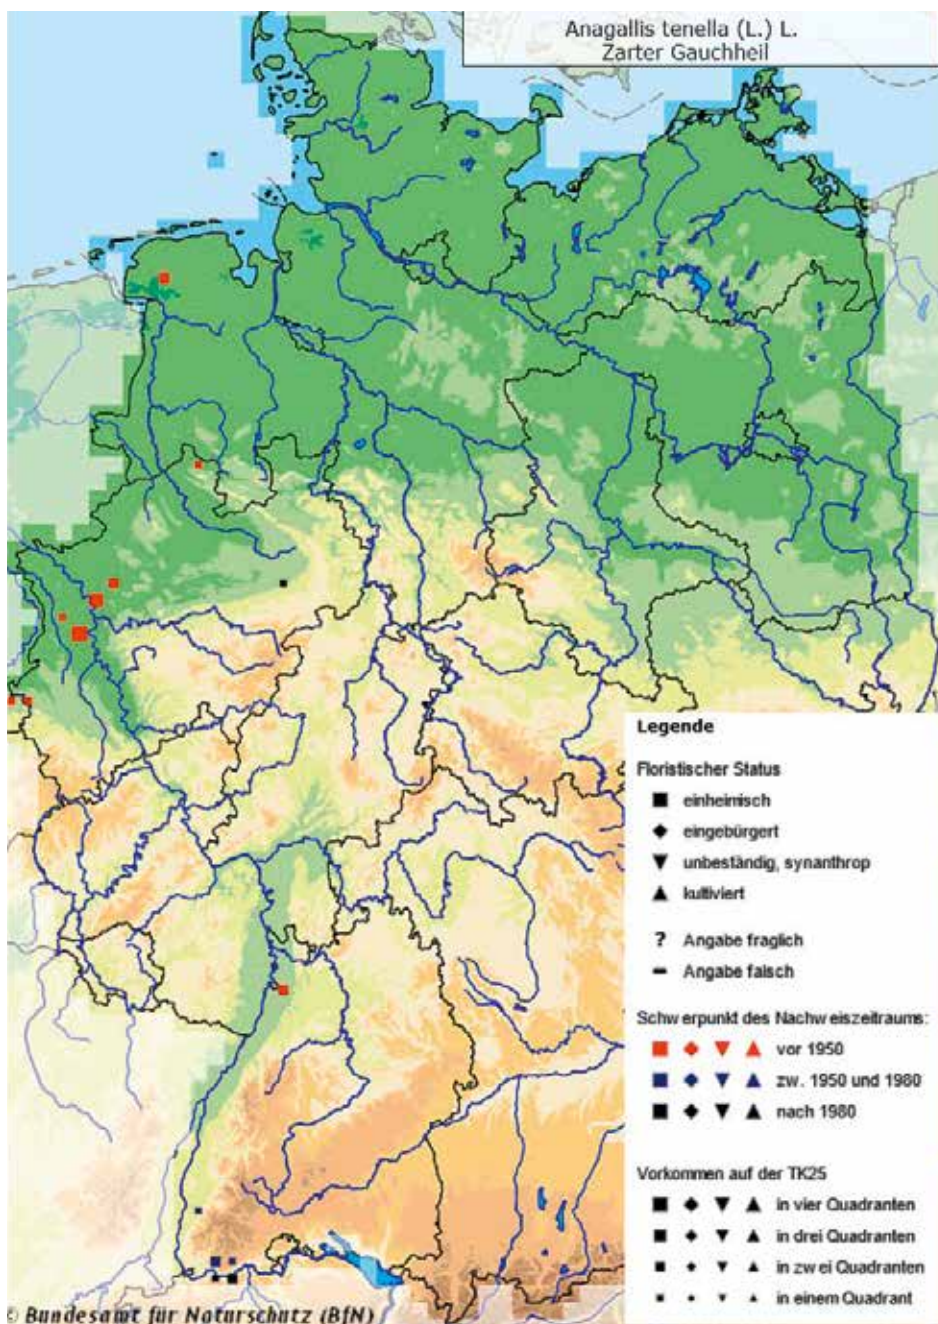 Anagallis tenella (L.) L.
Zarter Gauchheil
Legende
Floristischer Status
einheimisch
eingebürgert
unbeständig, synanthrop
kultiviert
? Angabe fraglich
Angabe falsch
Schwerpunkt des Nachweiszeitraums:
vor 1950
zw. 1950 und 1980
nach 1980
Vorkommen auf der TK25
in vier Quadranten
in drei Quadranten
in zwei Quadranten
in einem Quadrant
© Bundesamt für Naturschutz (BfN)